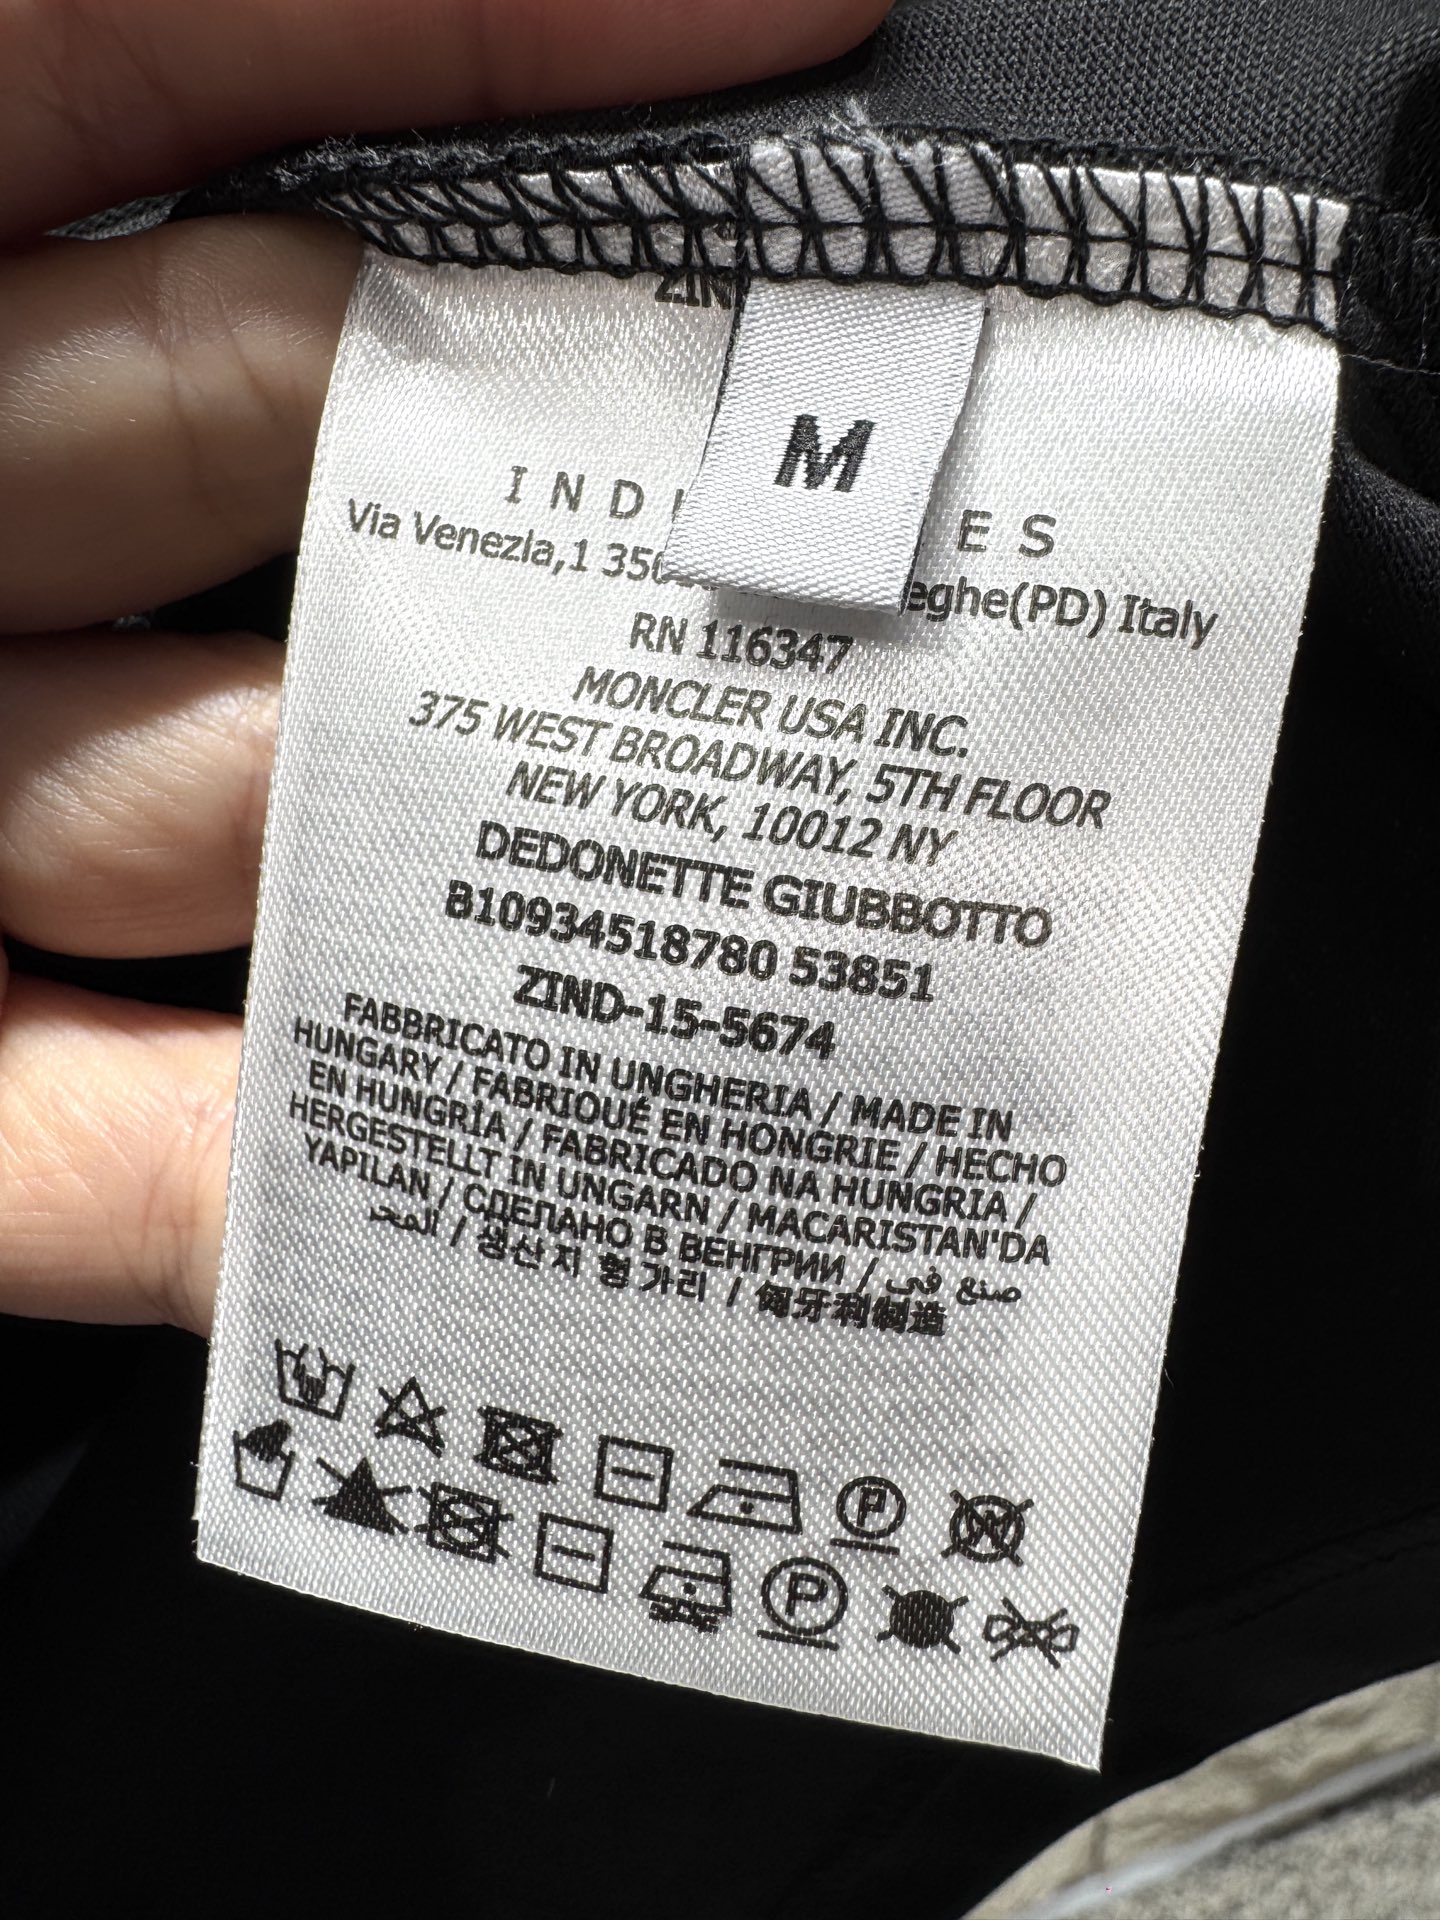 ZIN
M
I N D
E S
Via Venezia,1 350
eghe(PD) Italy
RN 116347
MONCLER USA INC.
375 WEST BROADWAY, 5TH FLOOR
NEW YORK, 10012 NY
DEDONETTE GIUBBOTTO
B10934518780 53851
ZIND-15-5674
FABBRICATO IN UNGHERIA / MADE IN
HUNGARY / FABRIQUÉ EN HONGRIE / HECHO
EN HUNGRÍA / FABRICADO NA HUNGRIA /
HERGESTELLT IN UNGARN / MACARISTAN'DA
YAPILAN / СДЕЛАНО В ВЕНГРИИ / صنع في
المجر / 생산지 헝가리 / 匈牙利制造
P
W
P